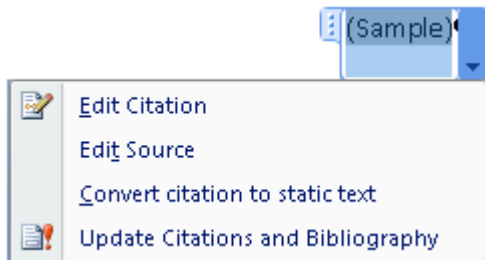 (Sample)
Edit Citation
Edit Source
Convert citation to static text
Update Citations and Bibliography